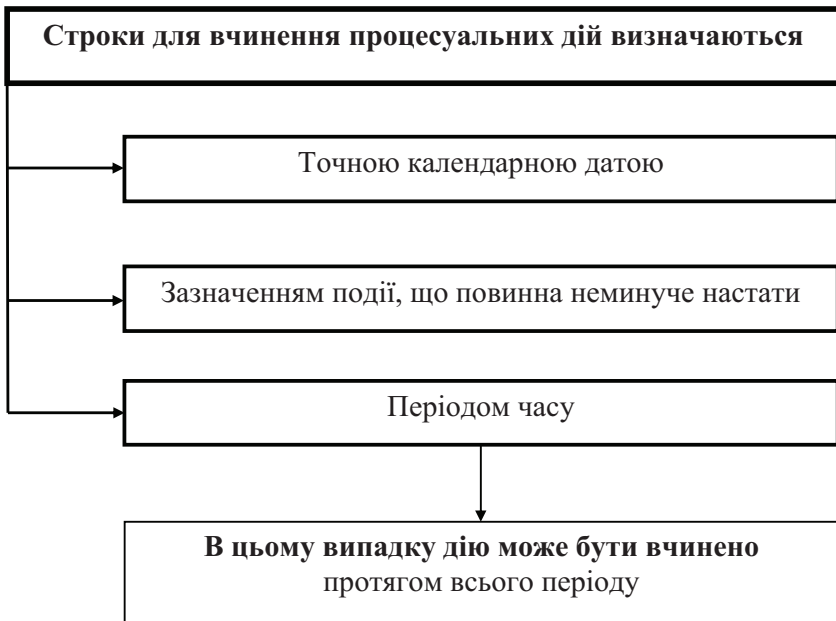 Строки для вчинення процесуальних дій визначаються
Точною календарною датою
Зазначенням події, що повинна неминуче настати
Періодом часу
В цьому випадку дію може бути вчинено
протягом всього періоду